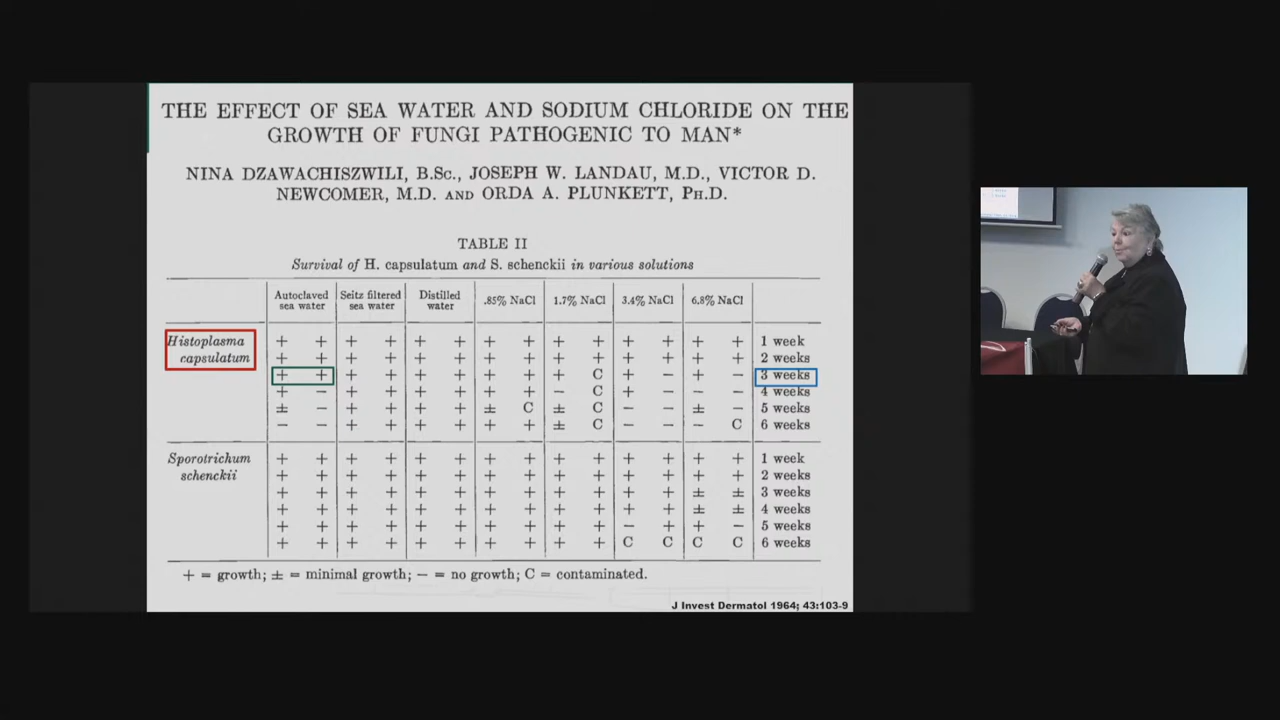 THE EFFECT OF SEA WATER AND SODIUM CHLORIDE ON THE
GROWTH OF FUNGI PATHOGENIC TO MAN*
NINA DZAWACHISZWILI, B.Sc., JOSEPH W. LANDAU, M.D., VICTOR D.
NEWCOMER, M.D. AND ORDA A. PLUNKETT, PH.D.
TABLE II
Survival of H. capsulatum and S. schenckii in various solutions
Autoclaved sea water | Seitz filtered sea water | Distilled water | .85% NaCl | 1.7% NaCl | 3.4% NaCl | 6.8% NaCl
Histoplasma capsulatum
+ + + + + + + + + + + + + + 1 week
+ + + + + + + + + + + + + + 2 weeks
+ + + + + + + + + C + − + − 3 weeks
+ − + + + + + + − C + − − − 4 weeks
± − + + + + ± C ± C − − ± − 5 weeks
− − + + + + + + ± C − − − C 6 weeks
Sporotrichum schenckii
+ + + + + + + + + + + + + + 1 week
+ + + + + + + + + + + + + + 2 weeks
+ + + + + + + + + + + + ± ± 3 weeks
+ + + + + + + + + + + + ± ± 4 weeks
+ + + + + + + + + + − + + − 5 weeks
+ + + + + + + + + + C C C C 6 weeks
+ = growth; ± = minimal growth; − = no growth; C = contaminated.
J Invest Dermatol 1964; 43:103-9